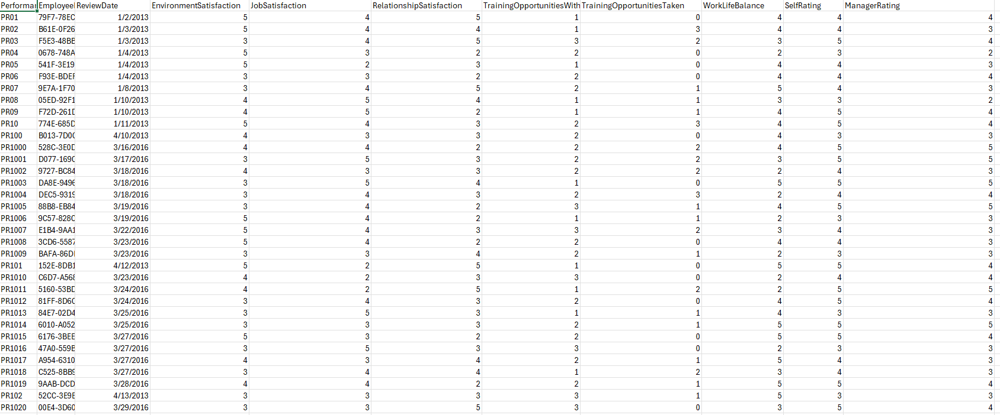 Performar EmployeeI ReviewDate EnvironmentSatisfaction JobSatisfaction RelationshipSatisfaction TrainingOpportunitiesWith TrainingOpportunitiesTaken WorkLifeBalance SelfRating ManagerRating
PR01 79F7-78EC 1/2/2013 5 4 5 1 0 4 4 4
PR02 B61E-0F26 1/3/2013 5 4 4 1 3 4 4 3
PR03 F5E3-48BB 1/3/2013 3 4 5 3 2 3 5 4
PR04 0678-748A 1/4/2013 5 3 2 2 0 2 3 2
PR05 541F-3E19 1/4/2013 5 2 3 1 0 4 4 3
PR06 F93E-BDEF 1/4/2013 3 3 2 2 0 4 4 4
PR07 9E7A-1F70 1/8/2013 3 4 5 2 1 5 4 3
PR08 05ED-92F1 1/10/2013 4 5 4 1 1 3 3 2
PR09 F72D-261D 1/10/2013 4 5 2 1 1 4 5 4
PR10 774E-685D 1/11/2013 5 4 3 2 3 4 5 4
PR100 B013-7D0C 4/10/2013 4 3 3 2 0 4 3 3
PR1000 528C-3E0D 3/16/2016 4 4 2 2 2 4 5 5
PR1001 D077-169C 3/17/2016 3 5 3 2 2 3 5 5
PR1002 9727-BC84 3/18/2016 4 3 3 2 2 2 4 3
PR1003 DA8E-9496 3/18/2016 3 5 4 1 0 5 5 5
PR1004 DEC5-9319 3/18/2016 3 4 3 2 3 2 4 4
PR1005 88B8-EB84 3/19/2016 3 4 2 3 1 4 5 5
PR1006 9C57-828C 3/19/2016 5 4 2 1 1 2 3 3
PR1007 E1B4-9AA1 3/22/2016 5 4 3 3 2 3 4 3
PR1008 3CD6-5587 3/23/2016 5 4 2 2 0 4 4 3
PR1009 BAFA-86DI 3/23/2016 3 3 4 2 1 2 3 3
PR101 152E-8DB1 4/12/2013 5 2 5 1 0 5 5 4
PR1010 C6D7-A568 3/23/2016 4 2 3 3 0 2 4 4
PR1011 5160-53BD 3/24/2016 4 2 5 1 2 2 5 5
PR1012 81FF-8D6C 3/24/2016 3 4 3 2 0 4 5 4
PR1013 84E7-02D4 3/25/2016 3 5 3 1 1 4 3 3
PR1014 6010-A052 3/25/2016 3 3 3 2 1 5 5 5
PR1015 6176-3BEE 3/27/2016 5 3 2 2 0 5 5 4
PR1016 47A0-559B 3/27/2016 3 5 3 3 0 2 3 3
PR1017 A954-6310 3/27/2016 4 3 4 2 1 5 4 3
PR1018 C525-8BB9 3/27/2016 3 4 4 1 2 3 4 3
PR1019 9AAB-DCD 3/28/2016 4 4 2 2 1 5 5 4
PR102 52CC-3E9E 4/13/2013 3 3 3 3 1 5 3 3
PR1020 00E4-3D60 3/29/2016 3 3 5 3 0 3 5 4